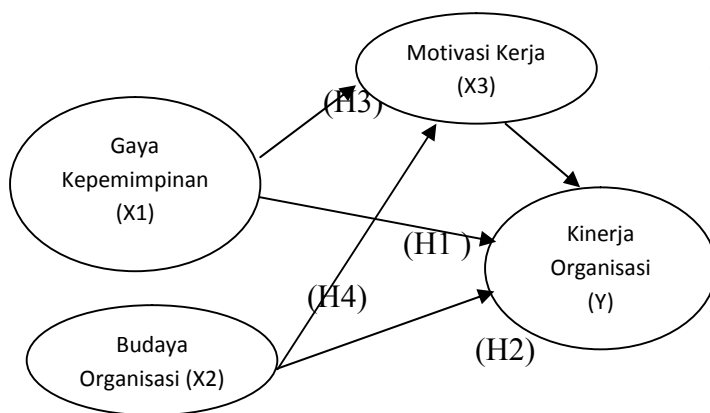 Motivasi Kerja
(X3)
(H3)
Gaya
Kepemimpinan
(X1)
(H1 )
Kinerja
Organisasi
(Y)
(H4)
Budaya
Organisasi (X2)
(H2)